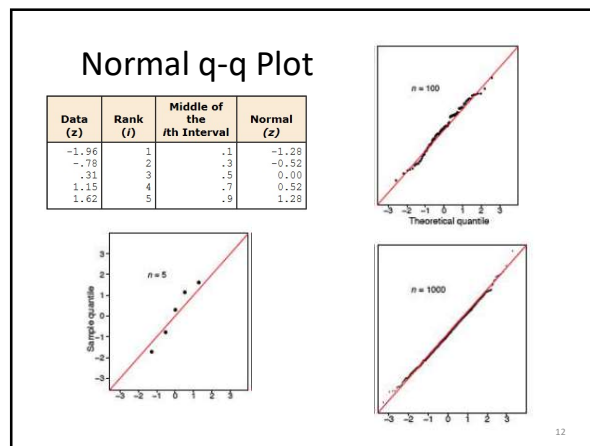 Normal q-q Plot
Data (z) Rank (i) Middle of the ith Interval Normal (z)
-1.96 1 .1 -1.28
-.78 2 .3 -0.52
.31 3 .5 0.00
1.15 4 .7 0.52
1.62 5 .9 1.28
n = 100
-3 -2 -1 0 1 2 3
Theoretical quantile
n = 5
Sample quantile
3
2
1
0
-1
-2
-3
-3 -2 -1 0 1 2 3
n = 1000
-3 -2 -1 0 1 2 3
12